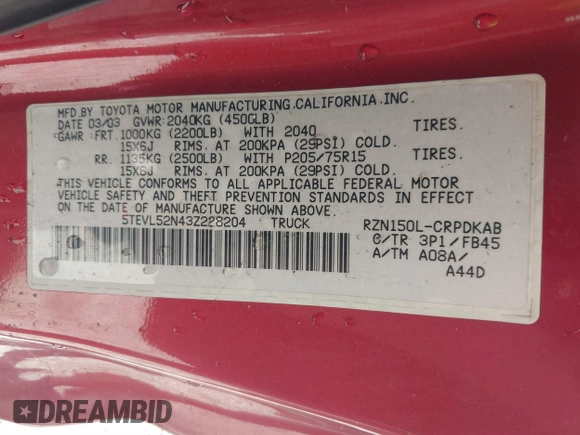 MFD.BY TOYOTA MOTOR MANUFACTURING.CALIFORNIA.INC.
DATE 03/03 GVWR:2040KG (4500LB)
GAWR: FRT.1000KG (2200LB) WITH 2040 TIRES.
15X6J RIMS. AT 200KPA (29PSI) COLD.
RR. 1135KG (2500LB) WITH P205/75R15 TIRES.
15X6J RIMS. AT 200KPA (29PSI) COLD.
THIS VEHICLE CONFORMS TO ALL APPLICABLE FEDERAL MOTOR
VEHICLE SAFETY AND THEFT PREVENTION STANDARDS IN EFFECT
ON THE DATE OF MANUFACTURE SHOWN ABOVE.
5TEVL52N43Z228204 TRUCK RZN150L-CRPDKAB
C/TR 3P1/FB45
A/TM A08A/
A44D
DREAMBID